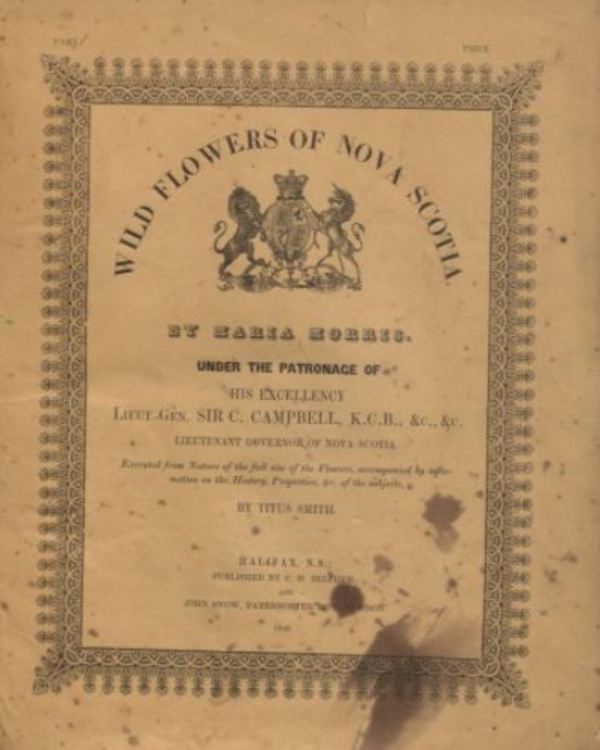 PART
PRICE
WILD FLOWERS OF NOVA SCOTIA.
BY MARIA MORRIS.
UNDER THE PATRONAGE OF
HIS EXCELLENCY
LIEUT.-GEN. SIR C. CAMPBELL, K.C.B., &C., &C.
LIEUTENANT GOVERNOR OF NOVA SCOTIA.
Executed from Nature of the full size of the Flowers, accompanied by infor-
mation on the History, Properties, &c. of the subjects,
BY TITUS SMITH.
HALIFAX, N.S.;
PUBLISHED BY C. H. BELCHER
AND
JOHN SNOW, PATERNOSTER